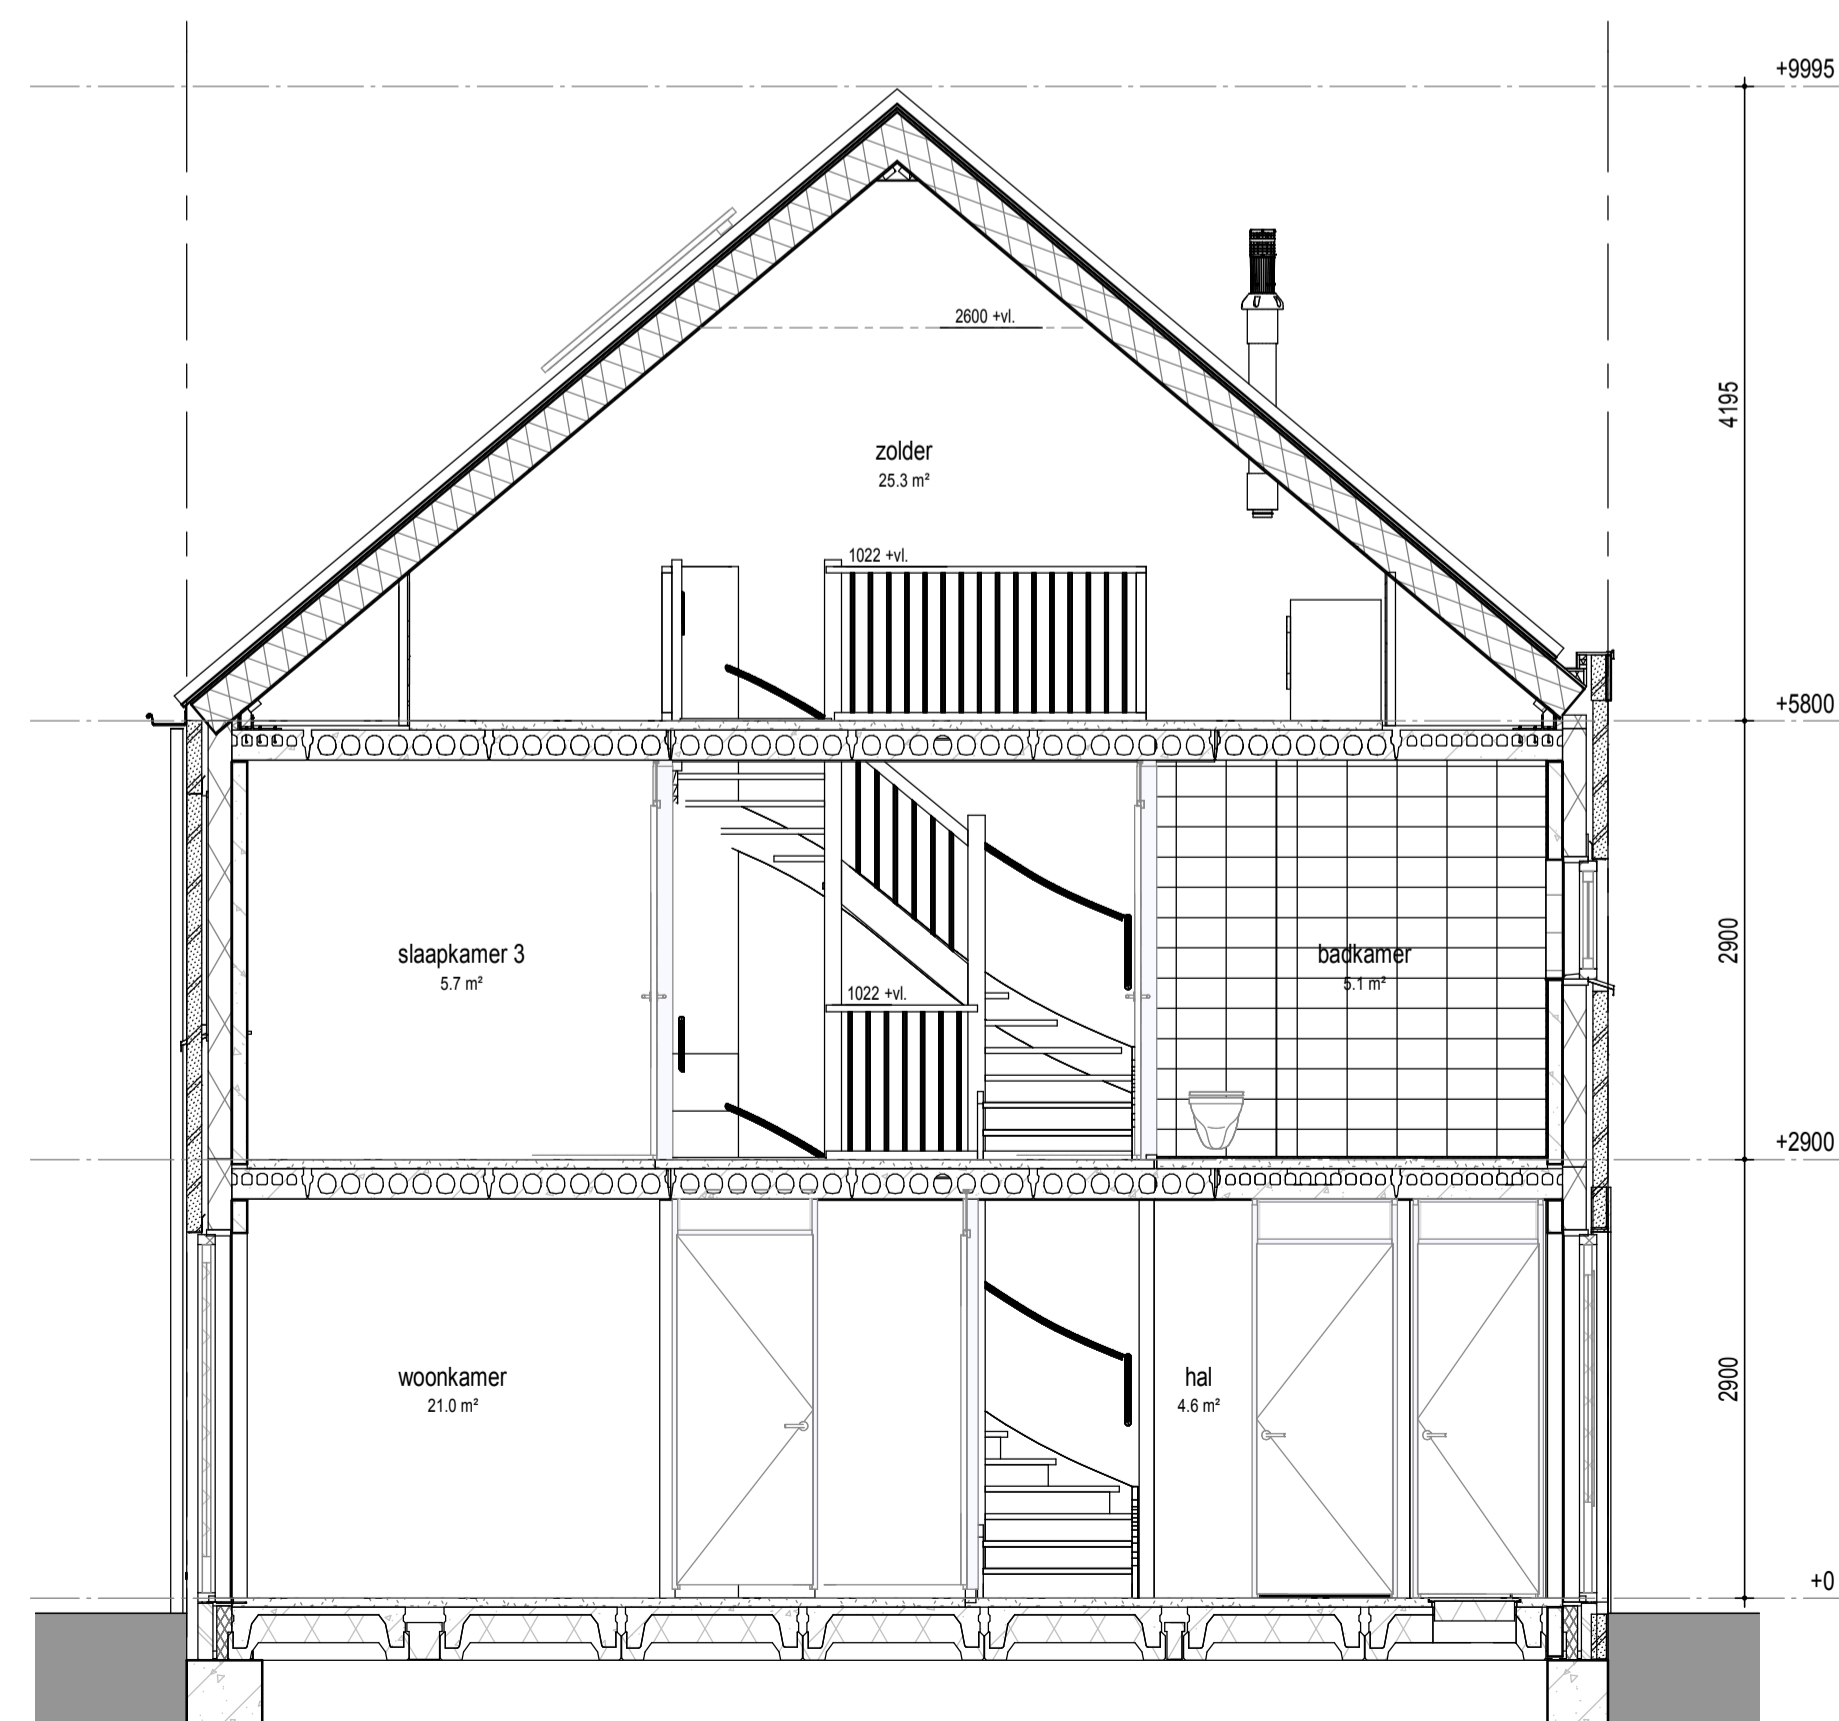 +9995
2600 +vl.
4195
zolder
25.3 m²
1022 +vl.
+5800
slaapkamer 3
5.7 m²
badkamer
5.1 m²
2900
1022 +vl.
+2900
woonkamer
21.0 m²
hal
4.6 m²
2900
+0